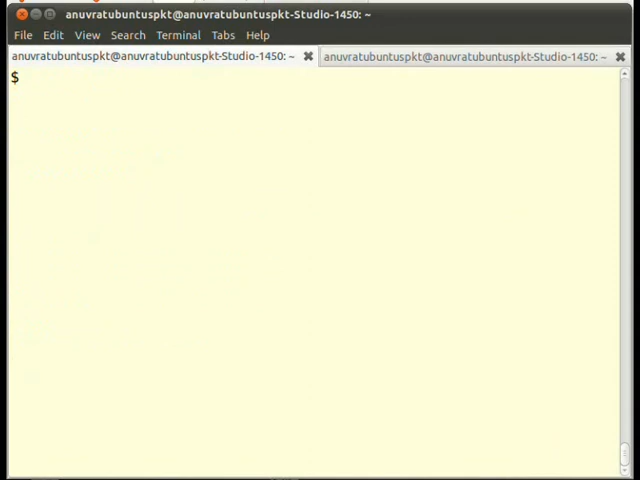 anuvratubuntuspkt@anuvratubuntuspkt-Studio-1450: ~
File Edit View Search Terminal Tabs Help
anuvratubuntuspkt@anuvratubuntuspkt-Studio-1450: ~ anuvratubuntuspkt@anuvratubuntuspkt-Studio-1450: ~
$